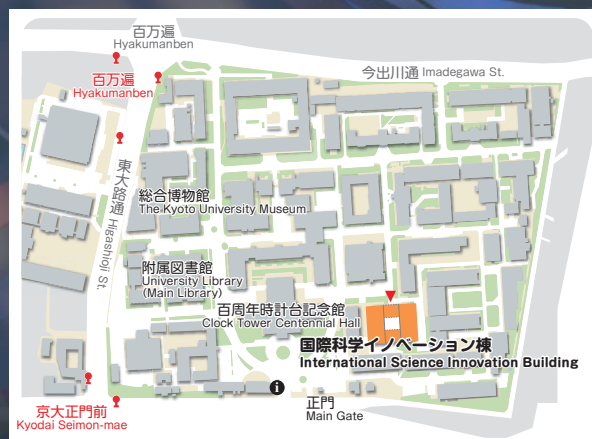 百万遍
Hyakumanben
百万遍
Hyakumanben
今出川通 Imadegawa St.
東大路通 Higashioji St.
総合博物館
The Kyoto University Museum
附属図書館
University Library
(Main Library)
百周年時計台記念館
Clock Tower Centennial Hall
国際科学イノベーション棟
International Science Innovation Building
i
正門
Main Gate
京大正門前
Kyodai Seimon-mae